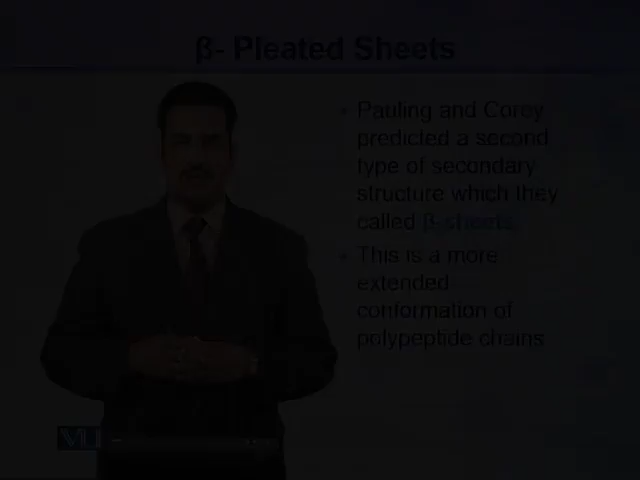 β- Pleated Sheets
• Pauling and Corey
predicted a second
type of secondary
structure which they
called β-sheets.
• This is a more
extended
conformation of
polypeptide chains